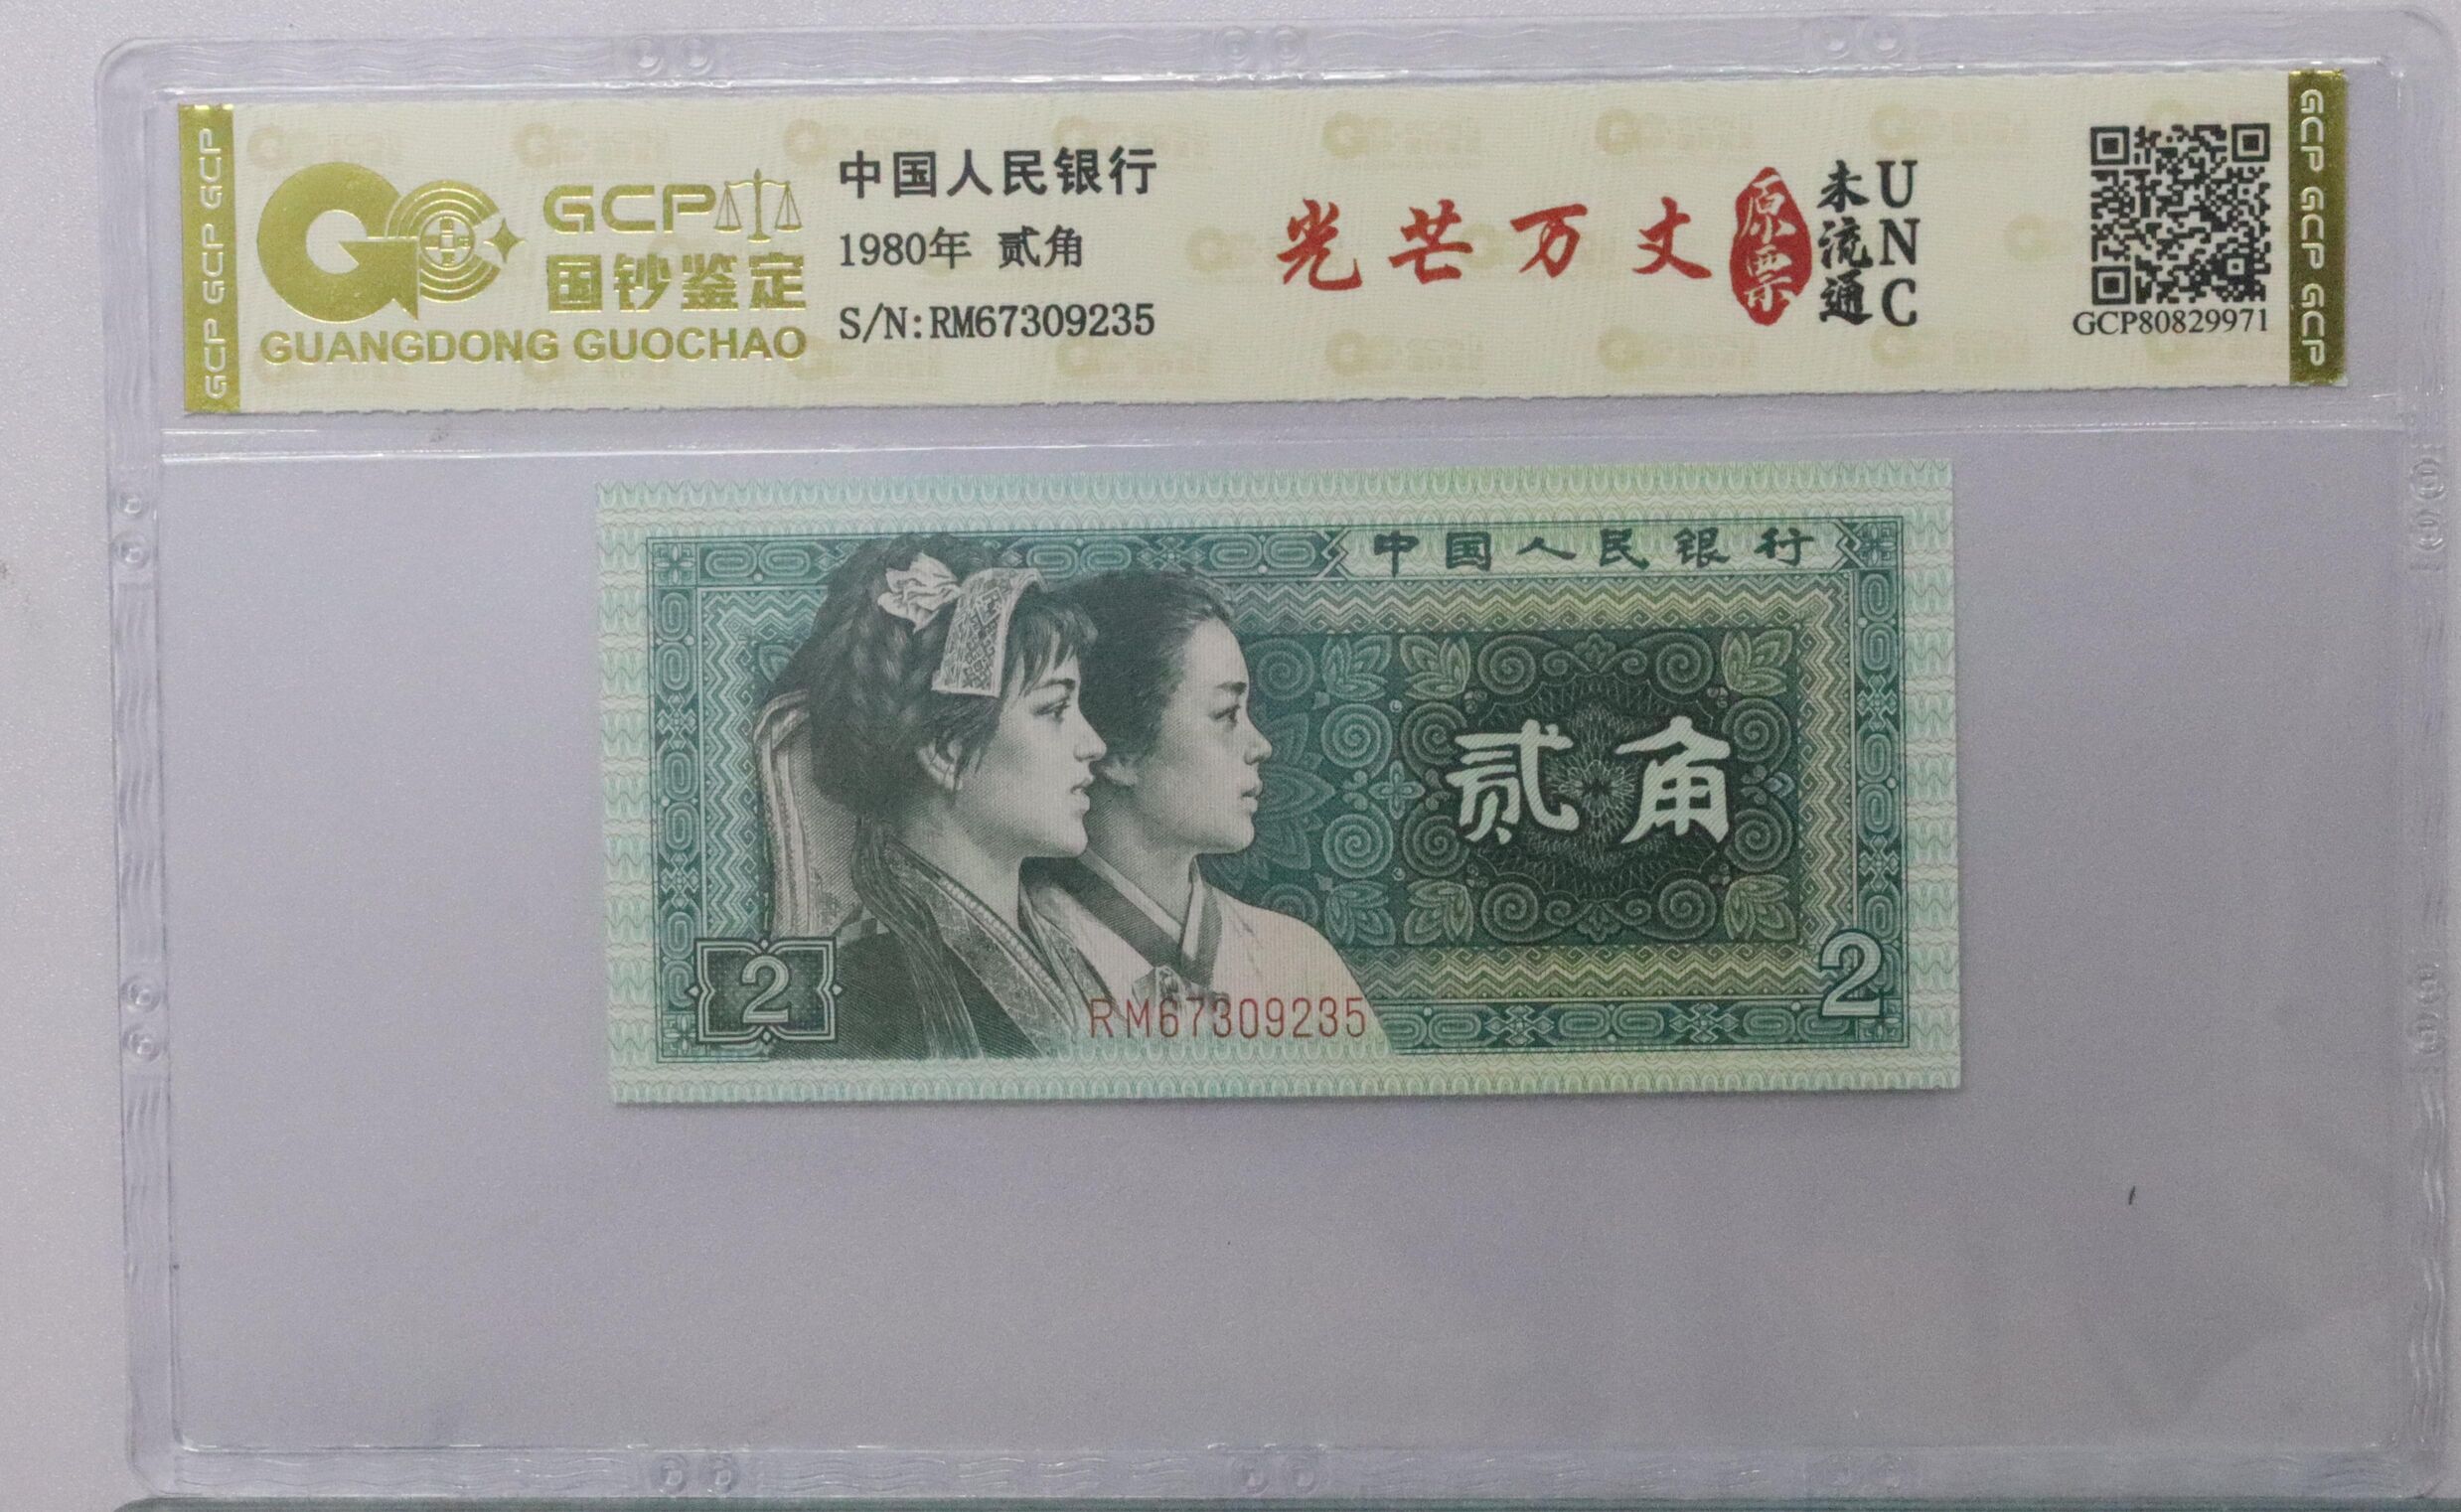 GCP GCP GCP
GCP
国钞鉴定
GUANGDONG GUOCHAO
中国人民银行
1980年 贰角
S/N:RM67309235
光芒万丈
原票
未流通
UNC
GCP80829971
GCP GCP GCP
中国人民银行
贰角
2
RM67309235
2